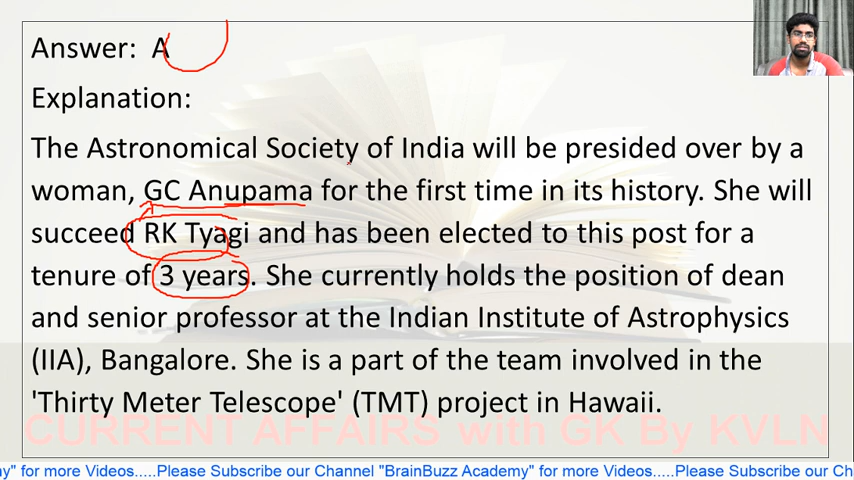 Answer: A
Explanation:
The Astronomical Society of India will be presided over by a
woman, GC Anupama for the first time in its history. She will
succeed RK Tyagi and has been elected to this post for a
tenure of 3 years. She currently holds the position of dean
and senior professor at the Indian Institute of Astrophysics
(IIA), Bangalore. She is a part of the team involved in the
'Thirty Meter Telescope' (TMT) project in Hawaii.
CURRENT AFFAIRS with GK By KVLN
y" for more Videos.....Please Subscribe our Channel "BrainBuzz Academy" for more Videos.....Please Subscribe our Ch